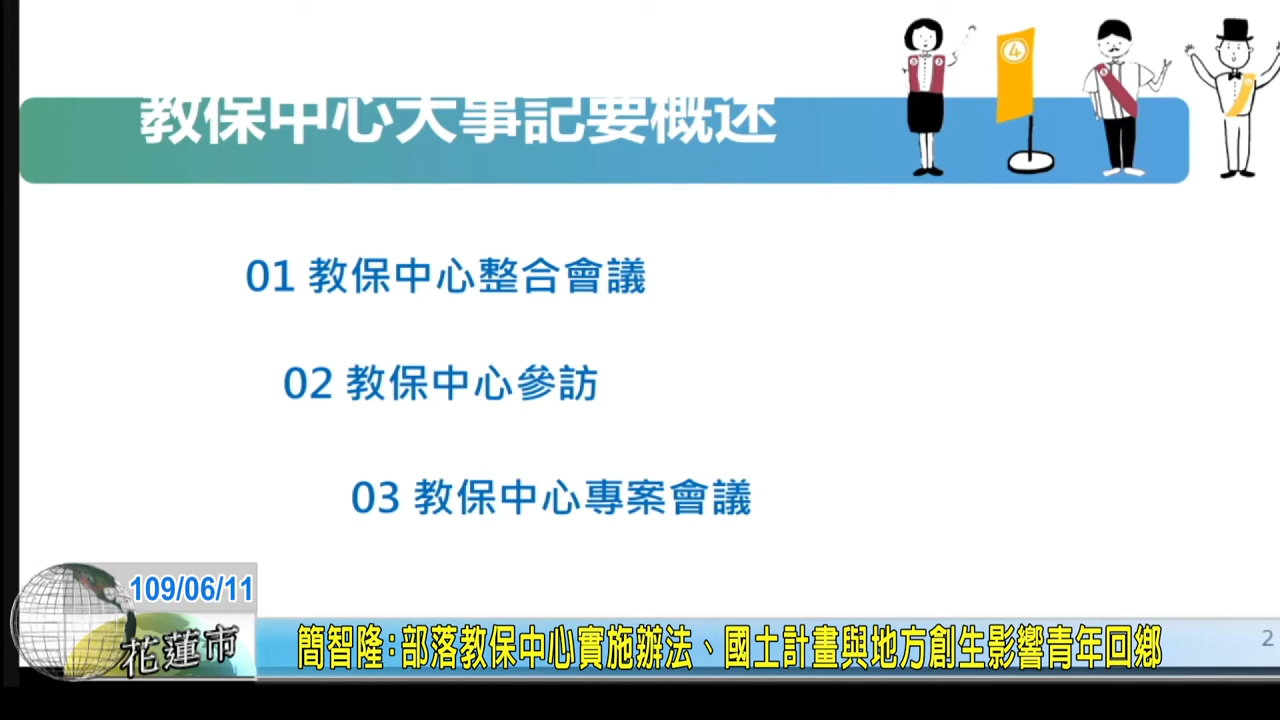 教保中心大事記要概述
4
01 教保中心整合會議
02 教保中心參訪
03 教保中心專案會議
109/06/11
花蓮市
簡智隆:部落教保中心實施辦法、國土計畫與地方創生影響青年回鄉
2